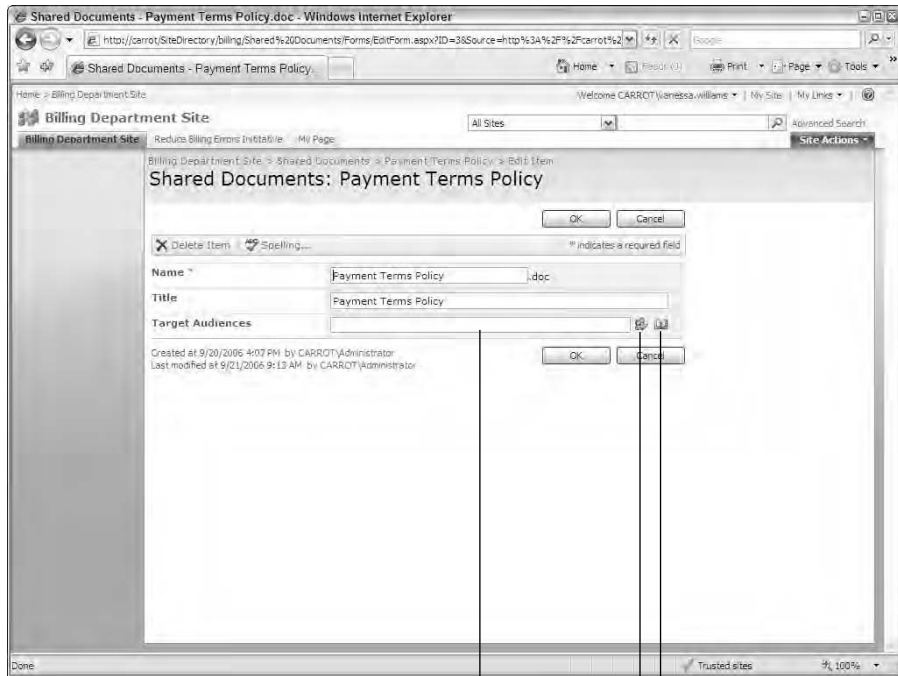 Shared Documents - Payment Terms Policy.doc - Windows Internet Explorer
http://carrot/SiteDirectory/billing/Shared%20Documents/Forms/EditForm.aspx?ID=3&Source=http%3A%2F%2Fcarrot%2
Google
Shared Documents - Payment Terms Policy.
Home
Print
Page
Tools
Home > Billing Department Site
Welcome CARROT\vanessa.williams
My Site
My Links
Billing Department Site
All Sites
Advanced Search
Billing Department Site
Reduce Billing Errors Initiative
My Page
Site Actions
Billing Department Site > Shared Documents > Payment Terms Policy > Edit Item
Shared Documents: Payment Terms Policy
OK
Cancel
Delete Item
Spelling...
* indicates a required field
Name *
Payment Terms Policy
.doc
Title
Payment Terms Policy
Target Audiences
Created at 9/20/2006 4:07 PM by CARROT\Administrator
Last modified at 9/21/2006 9:13 AM by CARROT\Administrator
OK
Cancel
Done
Trusted sites
100%